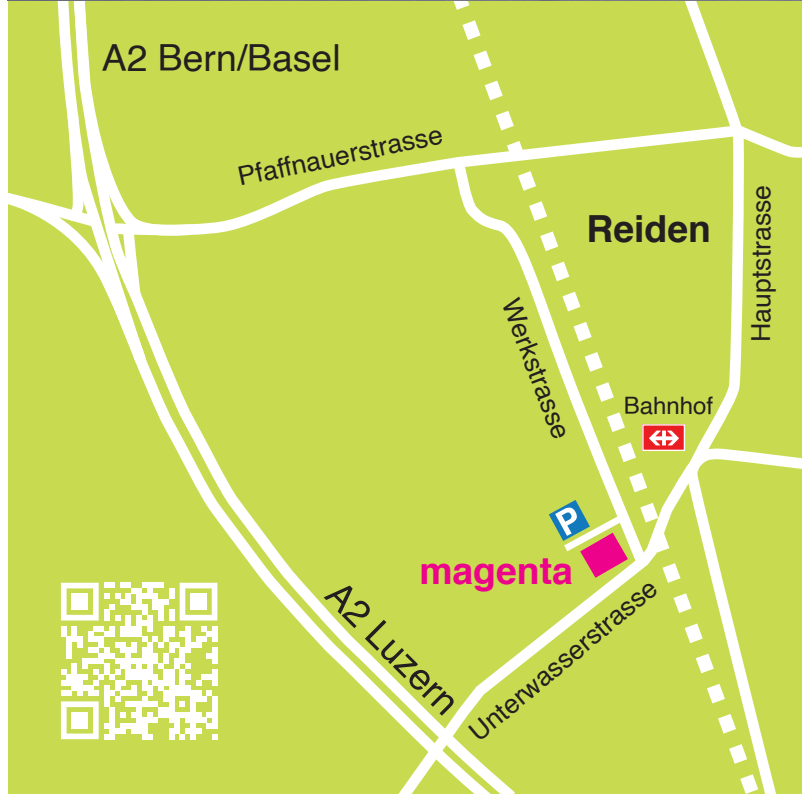 A2 Bern/Basel
Pfaffnauerstrasse
Reiden
Hauptstrasse
Werkstrasse
Bahnhof
P
magenta
A2 Luzern
Unterwasserstrasse